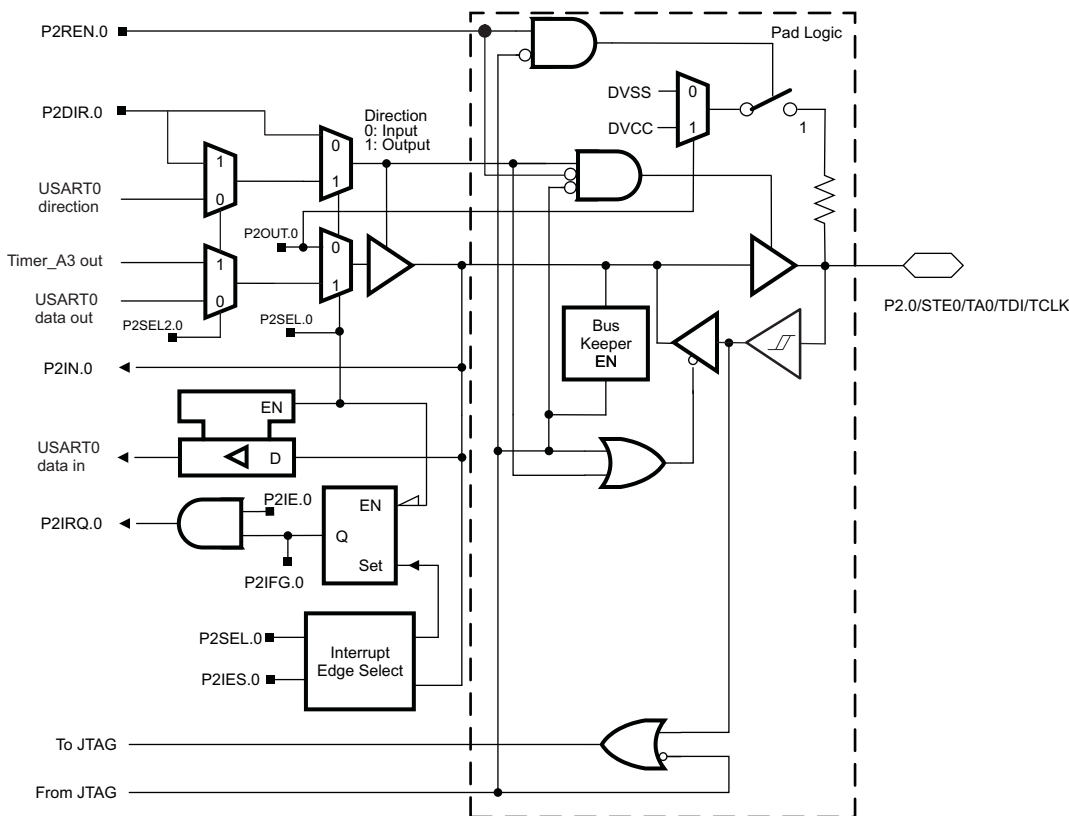 P2REN.0
Pad Logic
P2DIR.0
DVSS
0
DVCC
1
1
Direction
0: Input
1: Output
0
1
1
0
USART0
direction
P2OUT.0
0
1
Timer_A3 out
1
USART0
data out
0
P2SEL2.0
P2SEL.0
P2.0/STE0/TA0/TDI/TCLK
Bus
Keeper
EN
P2IN.0
EN
USART0
data in
D
P2IE.0
P2IRQ.0
EN
Q
Set
P2IFG.0
P2SEL.0
Interrupt
Edge Select
P2IES.0
To JTAG
From JTAG